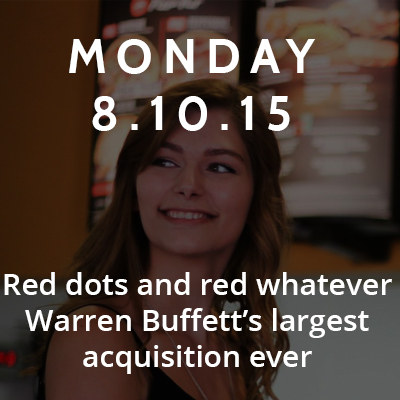 MONDAY
8.10.15
Red dots and red whatever
Warren Buffett’s largest
acquisition ever